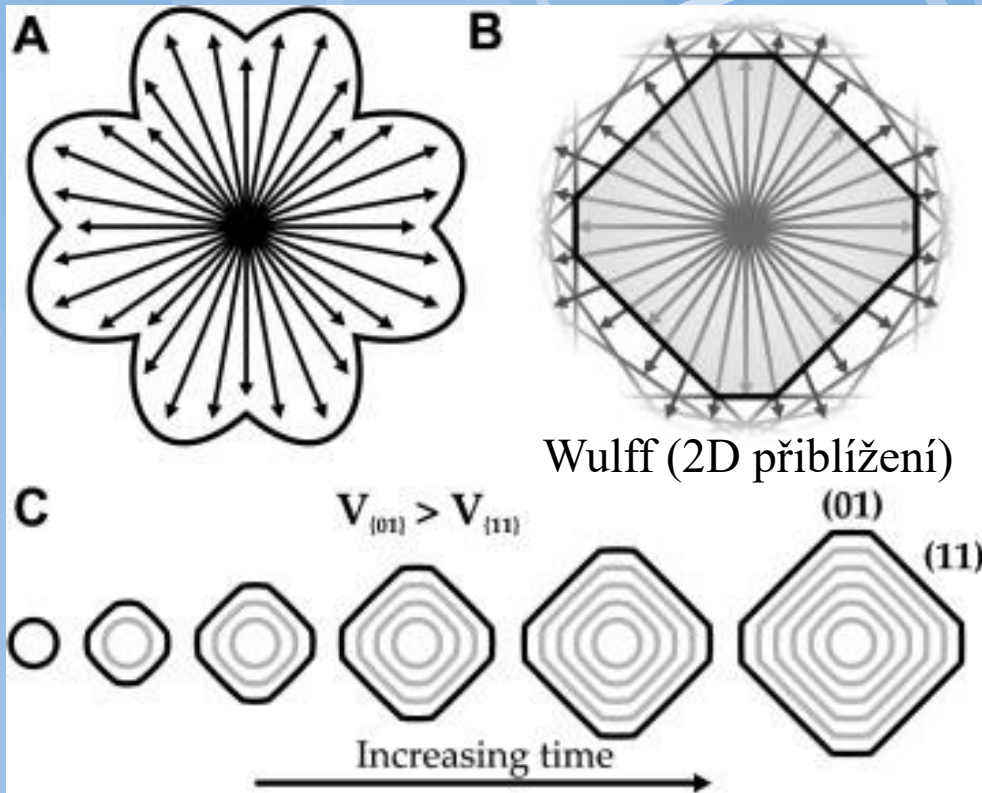 A
B
Wulff (2D přiblížení)
C
V{01} > V{11}
(01)
(11)
Increasing time